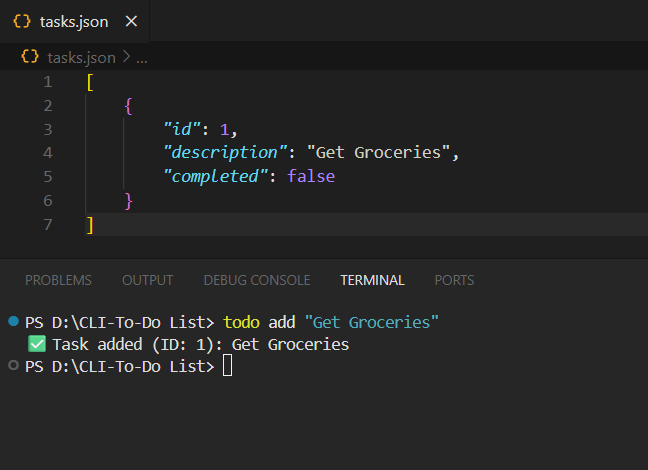 {} tasks.json ×
{} tasks.json > ...
1 [
2 {
3 "id": 1,
4 "description": "Get Groceries",
5 "completed": false
6 }
7 ]
PROBLEMS OUTPUT DEBUG CONSOLE TERMINAL PORTS
PS D:\CLI-To-Do List> todo add "Get Groceries"
✅ Task added (ID: 1): Get Groceries
PS D:\CLI-To-Do List>